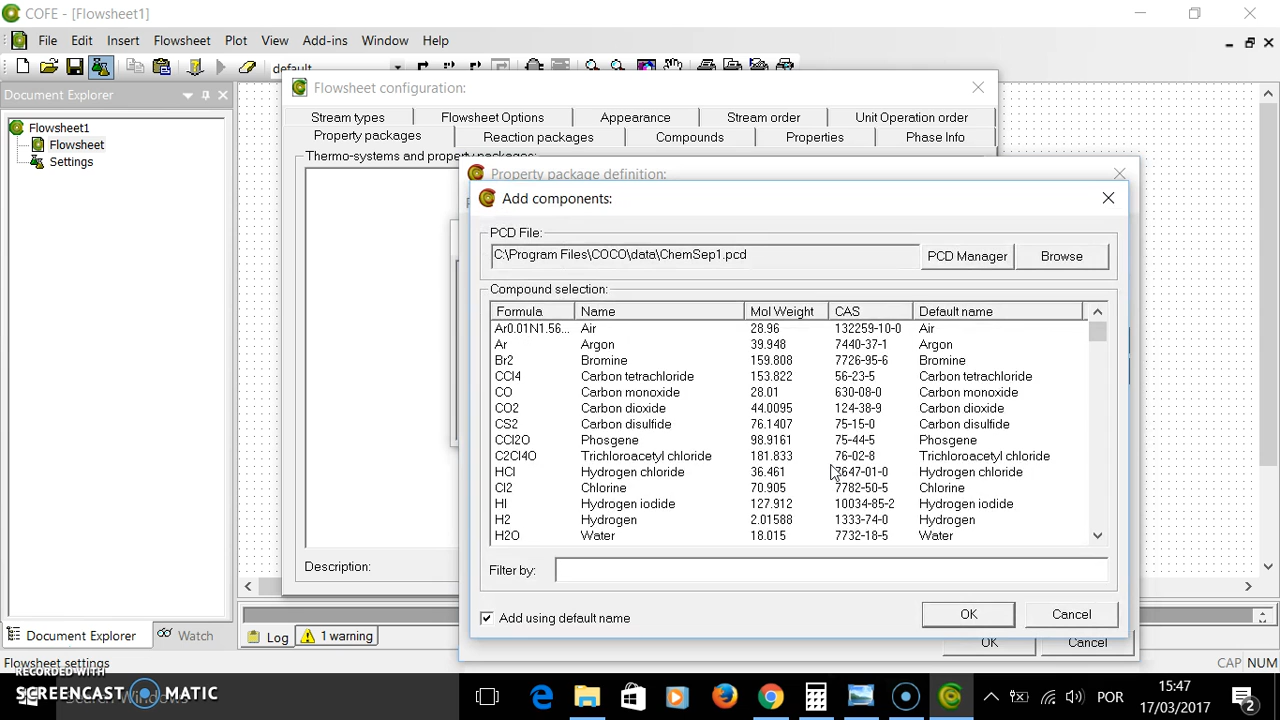 COFE - [Flowsheet1]
File Edit Insert Flowsheet Plot View Add-ins Window Help
default
Document Explorer
Flowsheet1
Flowsheet
Settings
Flowsheet configuration:
Stream types Flowsheet Options Appearance Stream order Unit Operation order
Property packages Reaction packages Compounds Properties Phase Info
Thermo-systems and property packages:
Property package definition:
Add components:
PCD File:
C:\Program Files\COCO\data\ChemSep1.pcd PCD Manager Browse
Compound selection:
Formula Name Mol Weight CAS Default name
Ar0.01N1.56... Air 28.96 132259-10-0 Air
Ar Argon 39.948 7440-37-1 Argon
Br2 Bromine 159.808 7726-95-6 Bromine
CCl4 Carbon tetrachloride 153.822 56-23-5 Carbon tetrachloride
CO Carbon monoxide 28.01 630-08-0 Carbon monoxide
CO2 Carbon dioxide 44.0095 124-38-9 Carbon dioxide
CS2 Carbon disulfide 76.1407 75-15-0 Carbon disulfide
CCl2O Phosgene 98.9161 75-44-5 Phosgene
C2Cl4O Trichloroacetyl chloride 181.833 76-02-8 Trichloroacetyl chloride
HCl Hydrogen chloride 36.461 7647-01-0 Hydrogen chloride
Cl2 Chlorine 70.905 7782-50-5 Chlorine
HI Hydrogen iodide 127.912 10034-85-2 Hydrogen iodide
H2 Hydrogen 2.01588 1333-74-0 Hydrogen
H2O Water 18.015 7732-18-5 Water
Description:
Filter by:
Add using default name
OK Cancel
OK Cancel
Document Explorer Watch Log 1 warning
Flowsheet settings CAP NUM
RECORDED WITH
SCREENCAST MATIC
Search Windows
POR
15:47
17/03/2017
2